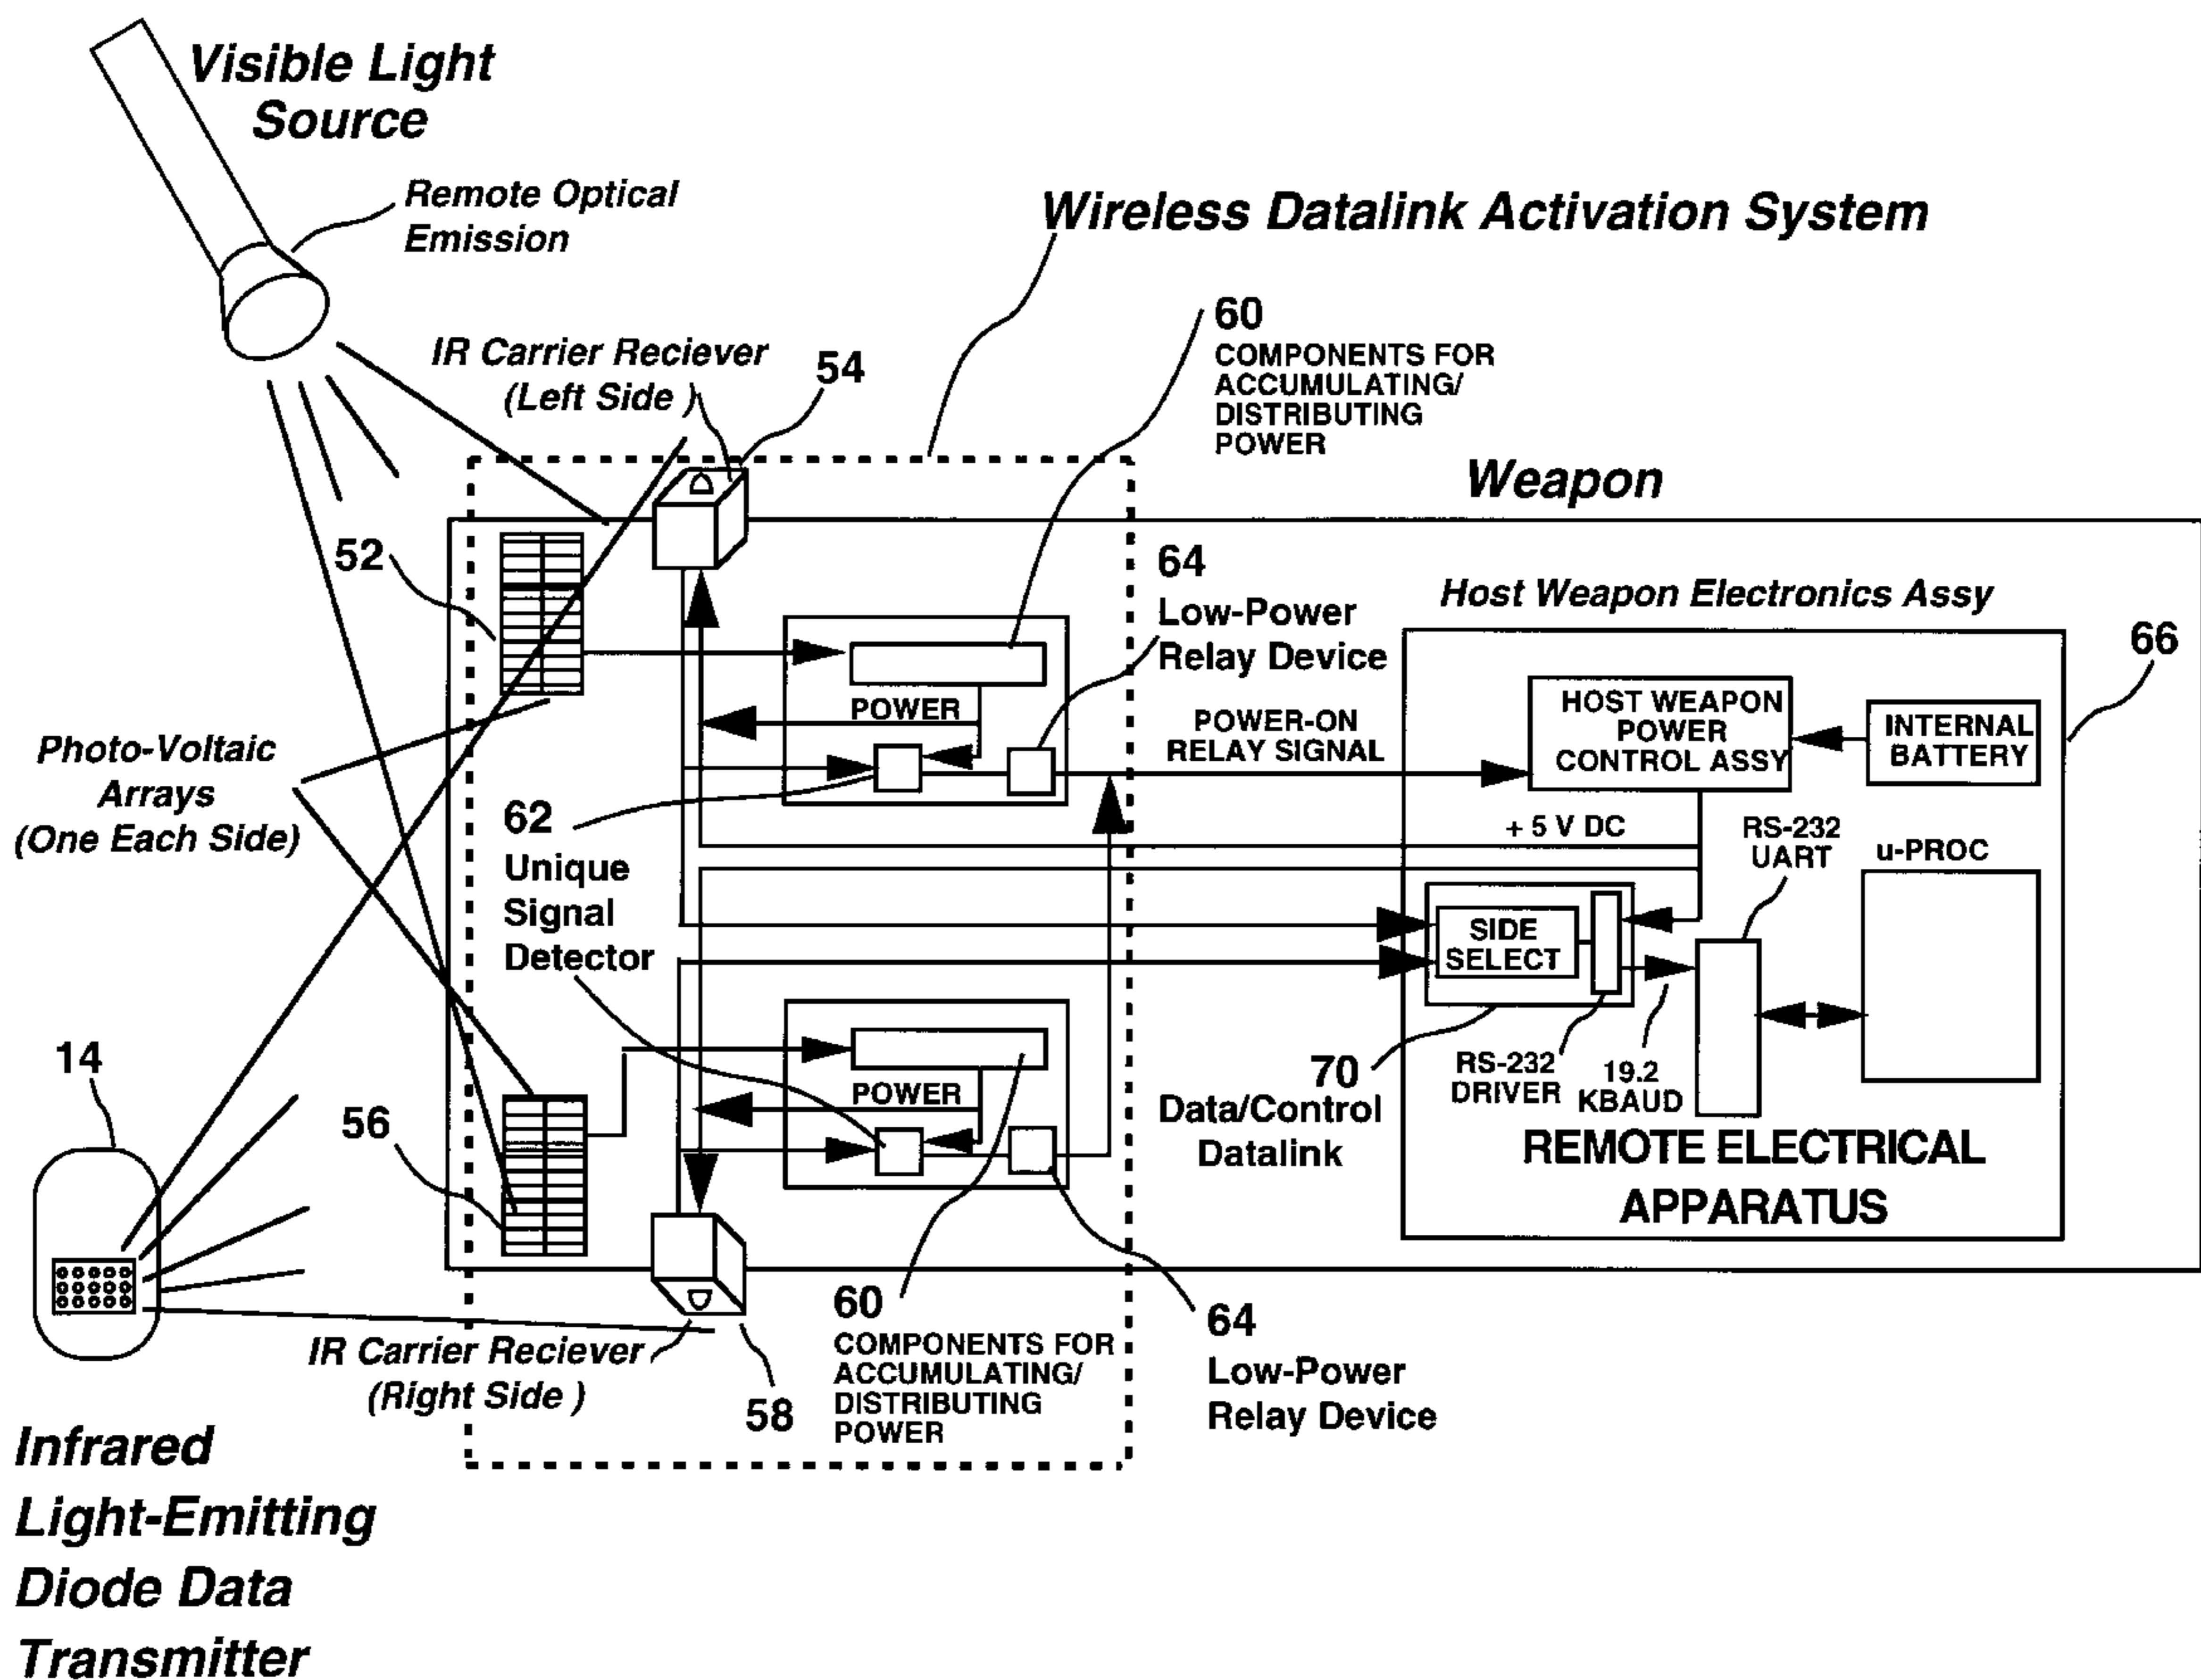 Visible Light
Source
Remote Optical
Emission
Wireless Datalink Activation System
IR Carrier Reciever
(Left Side )
54
60
COMPONENTS FOR
ACCUMULATING/
DISTRIBUTING
POWER
Weapon
52
64
Low-Power
Relay Device
Host Weapon Electronics Assy
66
HOST WEAPON
POWER
CONTROL ASSY
INTERNAL
BATTERY
POWER
POWER-ON
RELAY SIGNAL
Photo-Voltaic
Arrays
(One Each Side)
62
Unique
Signal
Detector
+ 5 V DC
RS-232
UART
u-PROC
SIDE
SELECT
14
56
POWER
70
Data/Control
Datalink
RS-232
DRIVER
19.2
KBAUD
REMOTE ELECTRICAL
APPARATUS
IR Carrier Reciever
(Right Side )
58
60
COMPONENTS FOR
ACCUMULATING/
DISTRIBUTING
POWER
64
Low-Power
Relay Device
Infrared
Light-Emitting
Diode Data
Transmitter